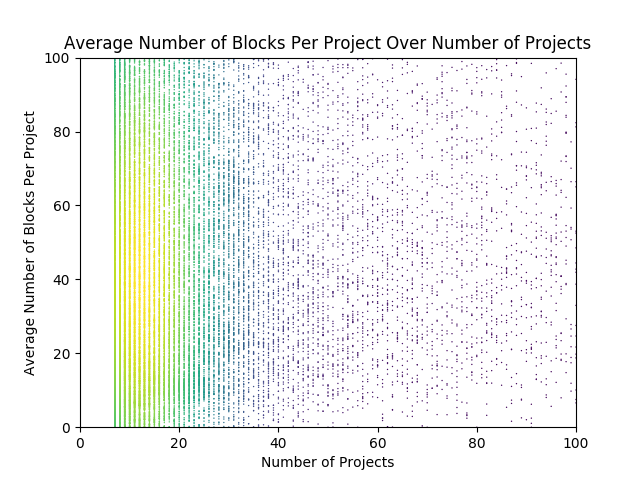 Average Number of Blocks Per Project Over Number of Projects
100
80
60
40
20
0
Average Number of Blocks Per Project
0 20 40 60 80 100
Number of Projects